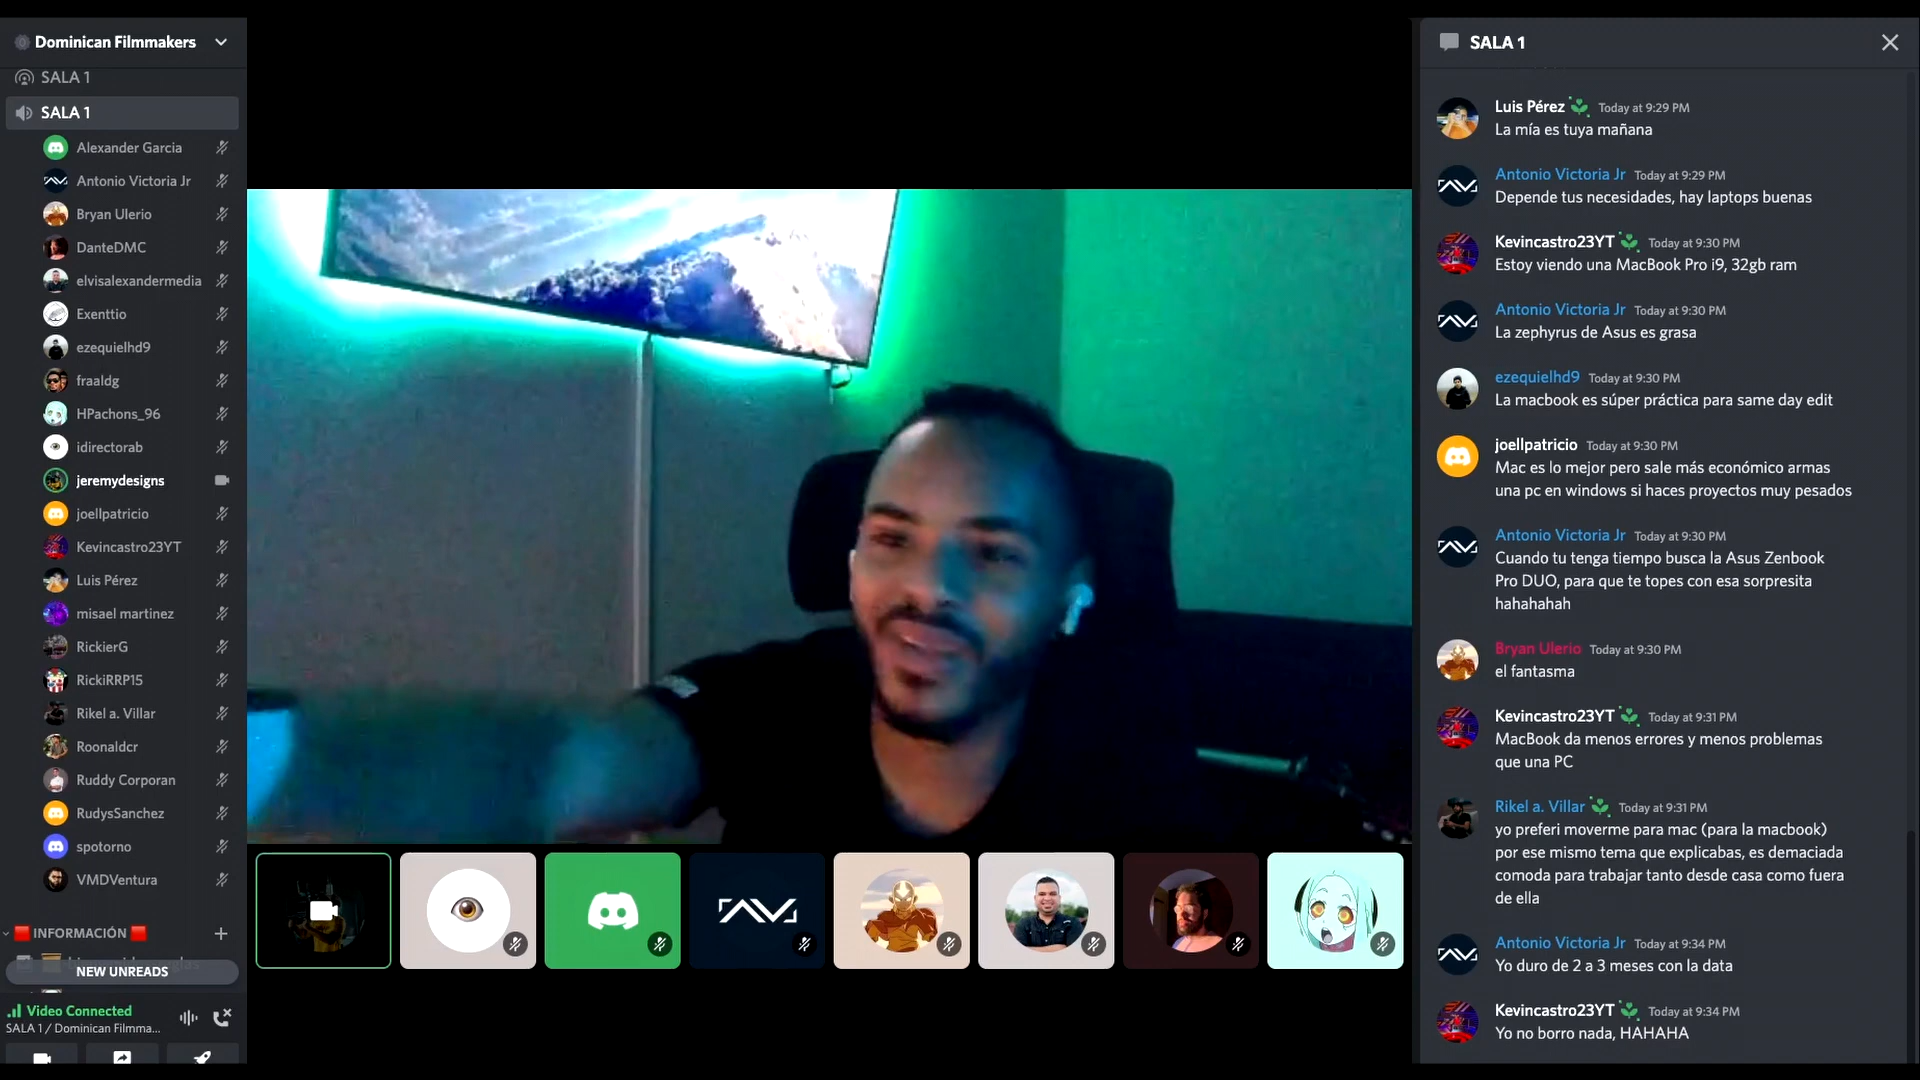 Dominican Filmmakers
SALA 1
SALA 1
Alexander Garcia
Antonio Victoria Jr
Bryan Ulerio
DanteDMC
elvisalexandermedia
Exenttio
ezequielhd9
fraaldg
HPachons_96
idirectorab
jeremydesigns
joellpatricio
Kevincastro23YT
Luis Pérez
misael martinez
RickierG
RickiRRP15
Rikel a. Villar
Roonaldcr
Ruddy Corporan
RudysSanchez
spotorno
VMDVentura
INFORMACIÓN
NEW UNREADS
Video Connected
SALA 1 / Dominican Filmma...
SALA 1
Luis Pérez Today at 9:29 PM
La mía es tuya mañana
Antonio Victoria Jr Today at 9:29 PM
Depende tus necesidades, hay laptops buenas
Kevincastro23YT Today at 9:30 PM
Estoy viendo una MacBook Pro i9, 32gb ram
Antonio Victoria Jr Today at 9:30 PM
La zephyrus de Asus es grasa
ezequielhd9 Today at 9:30 PM
La macbook es súper práctica para same day edit
joellpatricio Today at 9:30 PM
Mac es lo mejor pero sale más económico armas
una pc en windows si haces proyectos muy pesados
Antonio Victoria Jr Today at 9:30 PM
Cuando tu tenga tiempo busca la Asus Zenbook
Pro DUO, para que te topes con esa sorpresita
hahahahah
Bryan Ulerio Today at 9:30 PM
el fantasma
Kevincastro23YT Today at 9:31 PM
MacBook da menos errores y menos problemas
que una PC
Rikel a. Villar Today at 9:31 PM
yo preferi moverme para mac (para la macbook)
por ese mismo tema que explicabas, es demaciada
comoda para trabajar tanto desde casa como fuera
de ella
Antonio Victoria Jr Today at 9:34 PM
Yo duro de 2 a 3 meses con la data
Kevincastro23YT Today at 9:34 PM
Yo no borro nada, HAHAHA